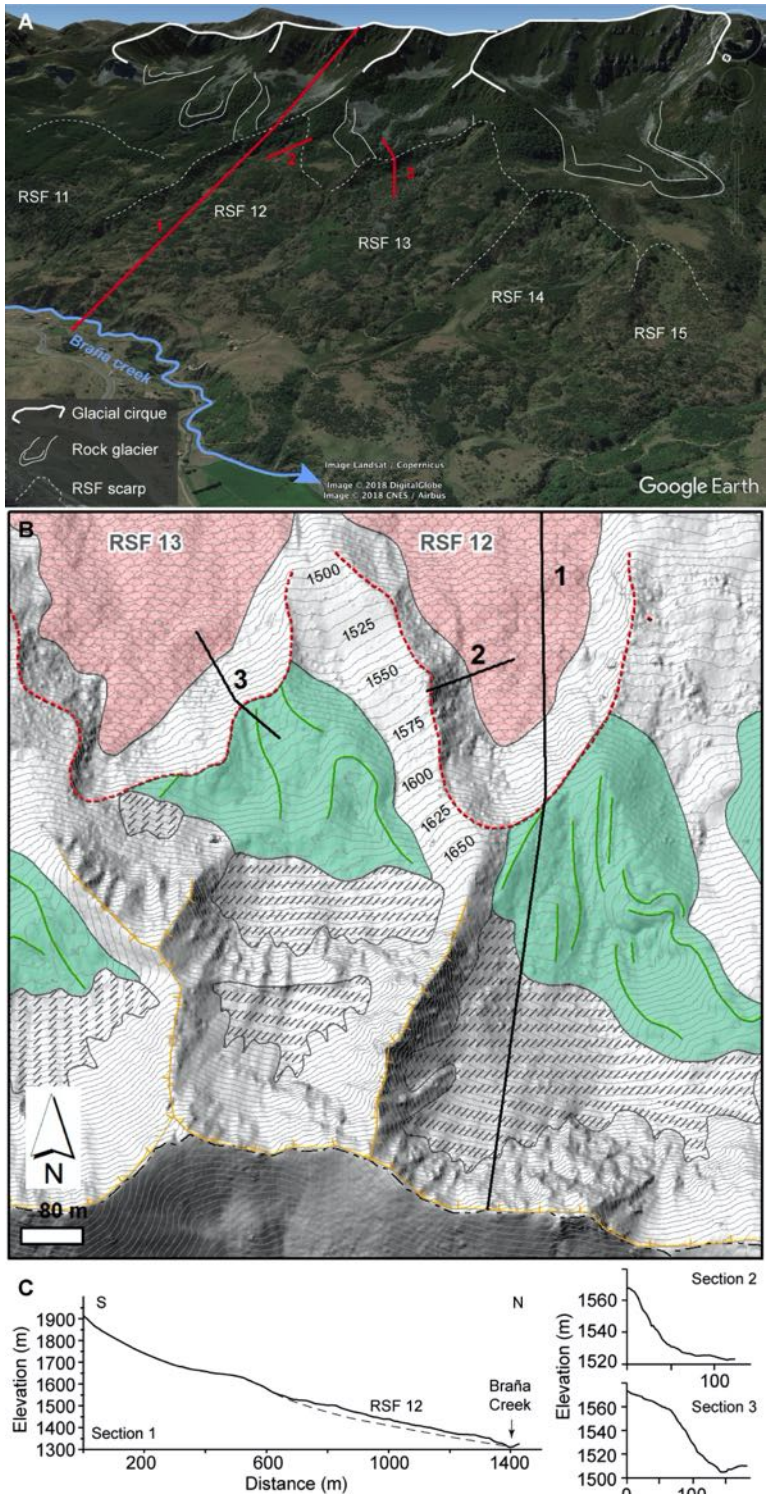 A
RSF 11
RSF 12
RSF 13
RSF 14
RSF 15
1
2
3
Braña creek
Glacial cirque
Rock glacier
RSF scarp
Image Landsat / Copernicus
Image © 2018 DigitalGlobe
Image © 2018 CNES / Airbus
Google Earth
B
RSF 13
RSF 12
1
2
3
1500
1525
1550
1575
1600
1625
1650
N
80 m
C
S
N
Elevation (m)
1900
1800
1700
1600
1500
1400
1300
RSF 12
Braña
Creek
Section 1
200
600
1000
1400
Distance (m)
Section 2
Elevation (m)
1560
1540
1520
100
Section 3
1560
1540
1520
1500
0
100